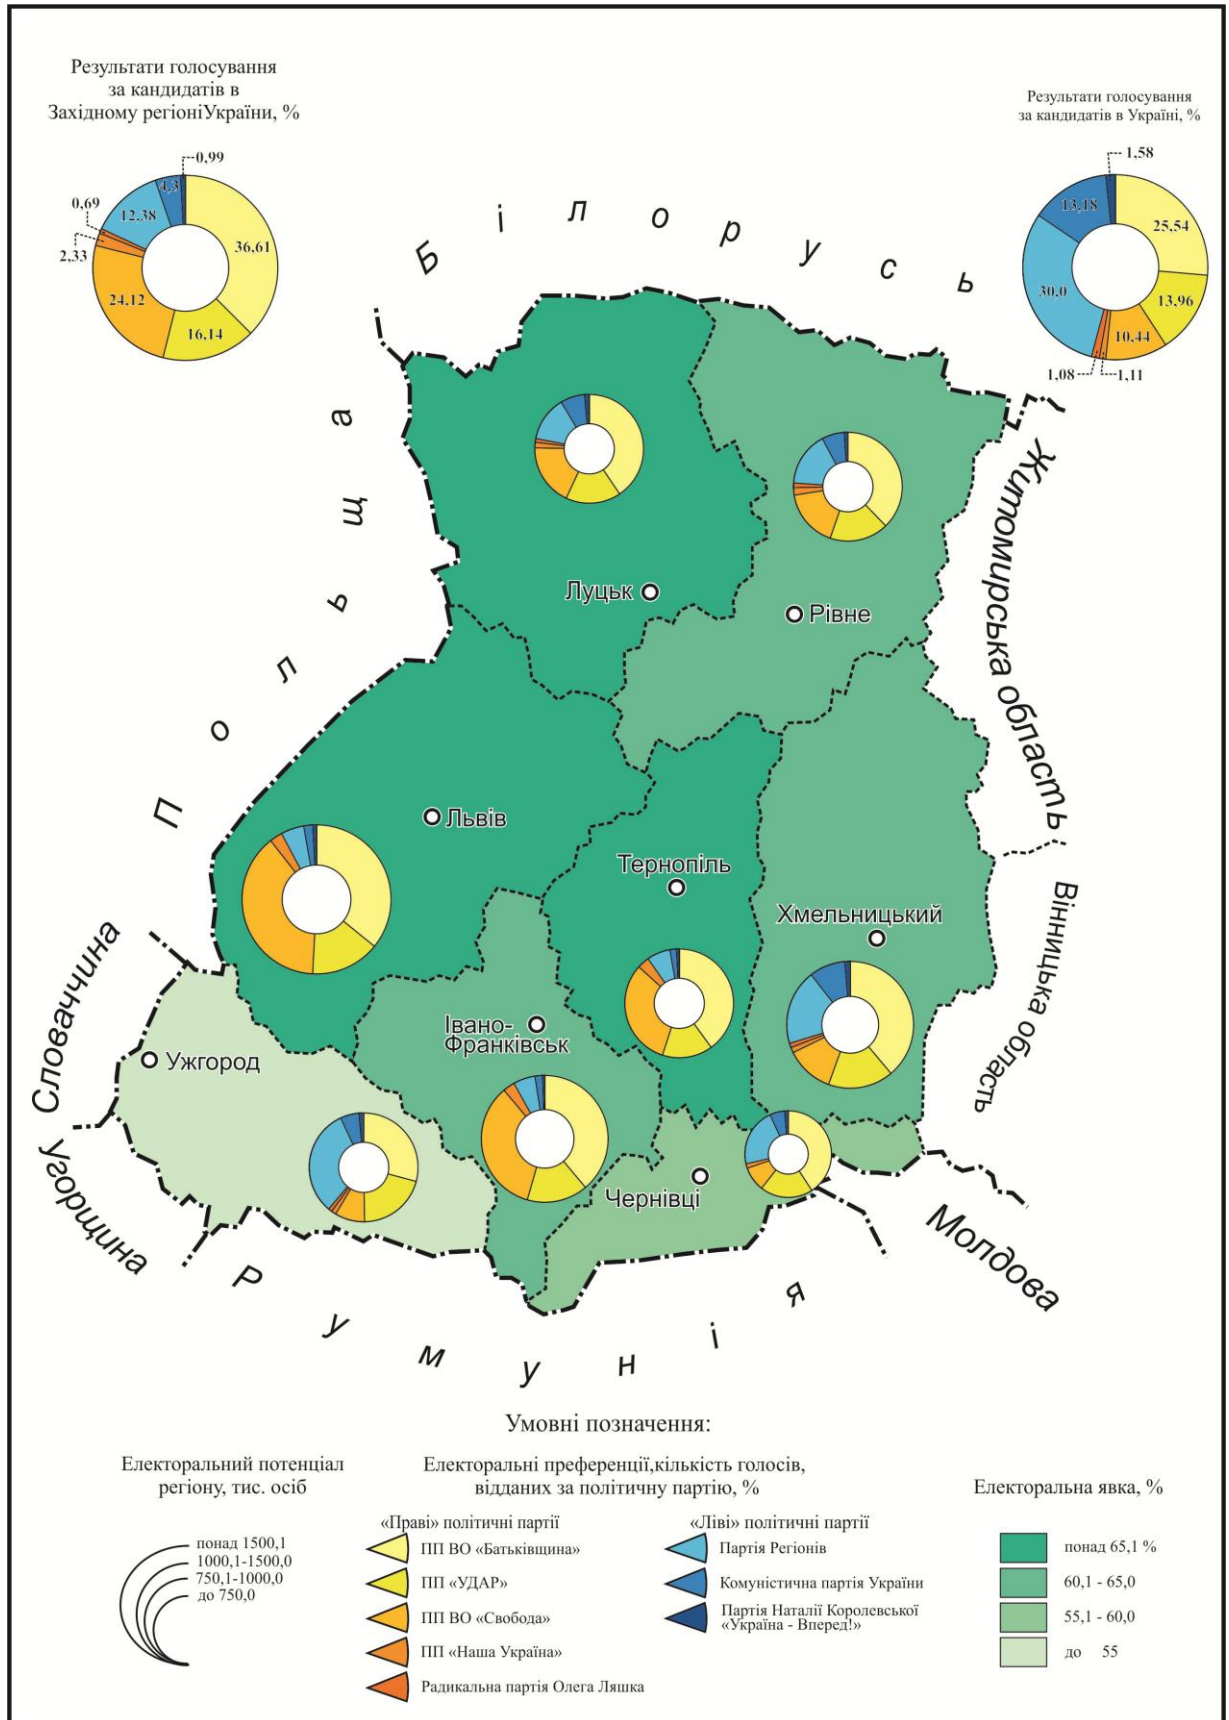 Результати голосування
за кандидатів в
Західному регіоніУкраїни, %
0,99
4,3
12,38
0,69
2,33
36,61
24,12
16,14
Результати голосування
за кандидатів в Україні, %
1,58
13,18
25,54
30,0
13,96
10,44
1,08
1,11
Білорусь
Польща
Житомирська область
Луцьк
Рівне
Львів
Тернопіль
Хмельницький
Вінницька область
Словаччина
Івано-
Франківськ
Ужгород
Угорщина
Чернівці
Молдова
Румунія
Умовні позначення:
Електоральний потенціал
регіону, тис. осіб
понад 1500,1
1000,1-1500,0
750,1-1000,0
до 750,0
Електоральні преференції,кількість голосів,
відданих за політичну партію, %
«Праві» політичні партії
ПП ВО «Батьківщина»
ПП «УДАР»
ПП ВО «Свобода»
ПП «Наша Україна»
Радикальна партія Олега Ляшка
«Ліві» політичні партії
Партія Регіонів
Комуністична партія України
Партія Наталії Королевської
«Україна - Вперед!»
Електоральна явка, %
понад 65,1 %
60,1 - 65,0
55,1 - 60,0
до 55